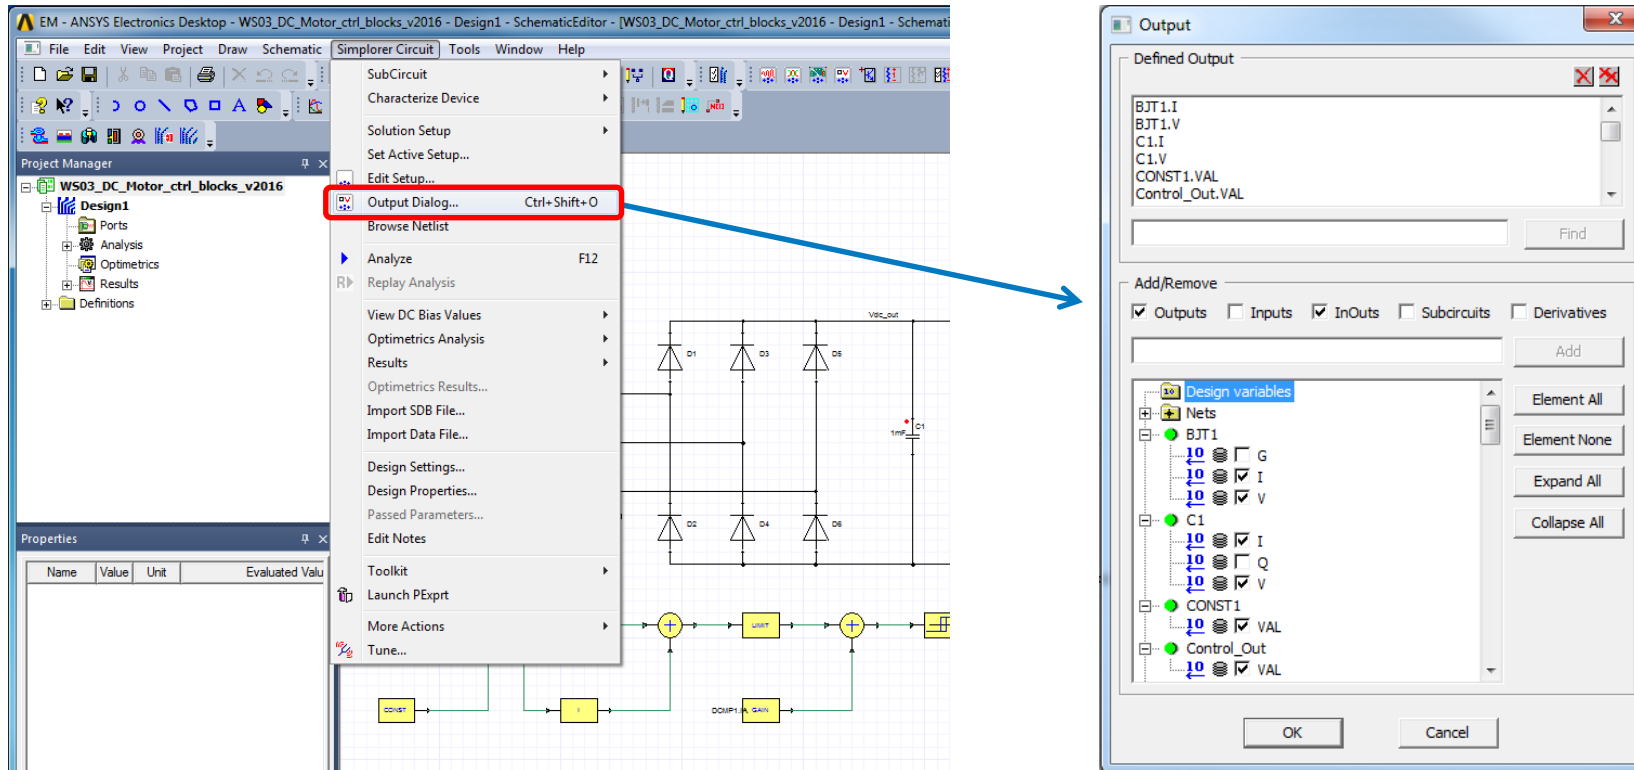 EM - ANSYS Electronics Desktop - WS03_DC_Motor_ctrl_blocks_v2016 - Design1 - SchematicEditor - [WS03_DC_Motor_ctrl_blocks_v2016 - Design1 - Schemati
File Edit View Project Draw Schematic Simplorer Circuit Tools Window Help
Project Manager
WS03_DC_Motor_ctrl_blocks_v2016
Design1
Ports
Analysis
Optimetrics
Results
Definitions
Properties
Name Value Unit Evaluated Valu
SubCircuit
Characterize Device
Solution Setup
Set Active Setup...
Edit Setup...
Output Dialog... Ctrl+Shift+O
Browse Netlist
Analyze F12
Replay Analysis
View DC Bias Values
Optimetrics Analysis
Results
Optimetrics Results...
Import SDB File...
Import Data File...
Design Settings...
Design Properties...
Passed Parameters...
Edit Notes
Toolkit
Launch PExprt
More Actions
Tune...
Vdc_out
D1 D3 D5
1mF C1
D2 D4 D6
LIMIT
CONST
I
DCMP1.IA GAIN
Output
Defined Output
BJT1.I
BJT1.V
C1.I
C1.V
CONST1.VAL
Control_Out.VAL
Find
Add/Remove
Outputs Inputs InOuts Subcircuits Derivatives
Add
Design variables
Nets
BJT1
G
I
V
C1
I
Q
V
CONST1
VAL
Control_Out
VAL
Element All
Element None
Expand All
Collapse All
OK Cancel